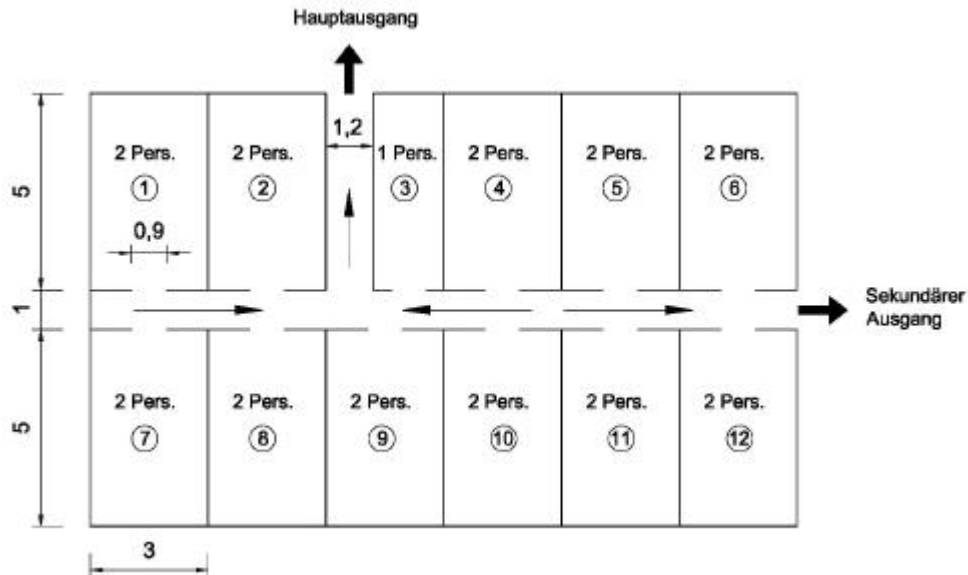 Hauptausgang
1,2
2 Pers.
2 Pers.
1 Pers.
2 Pers.
2 Pers.
2 Pers.
1
2
3
4
5
6
5
0,9
1
Sekundärer
Ausgang
2 Pers.
2 Pers.
2 Pers.
2 Pers.
2 Pers.
2 Pers.
7
8
9
10
11
12
5
3